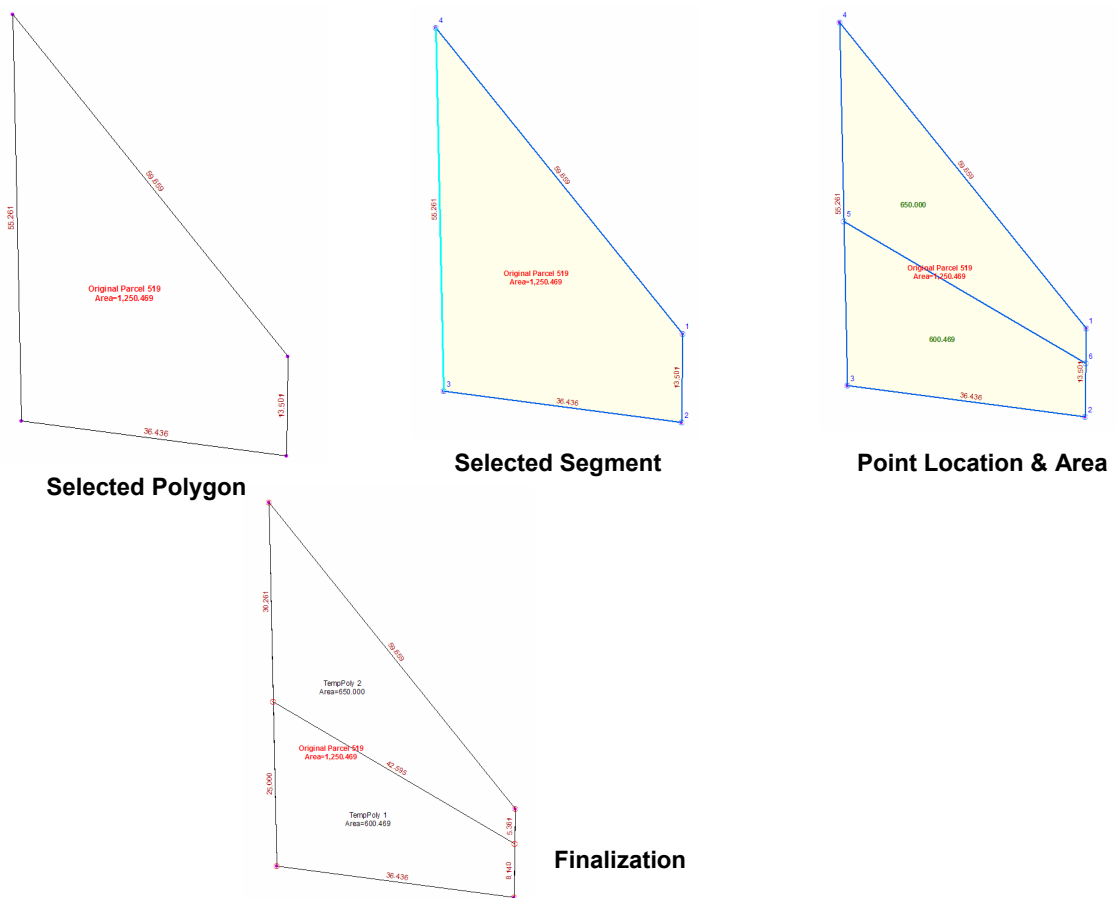 59.659
55.261
Original Parcel 519
Area=1,250.469
13.501
36.436
Selected Polygon
4
59.659
55.261
Original Parcel 519
Area=1,250.469
1
13.501
3
36.436
2
Selected Segment
4
59.659
55.261
650.000
5
Original Parcel 519
Area=1,250.469
1
600.469
6
13.501
3
36.436
2
Point Location & Area
30.261
59.659
TempPoly 2
Area=650.000
Original Parcel 519
Area=1,250.469
42.595
25.000
TempPoly 1
Area=600.469
5.361
8.140
36.436
Finalization